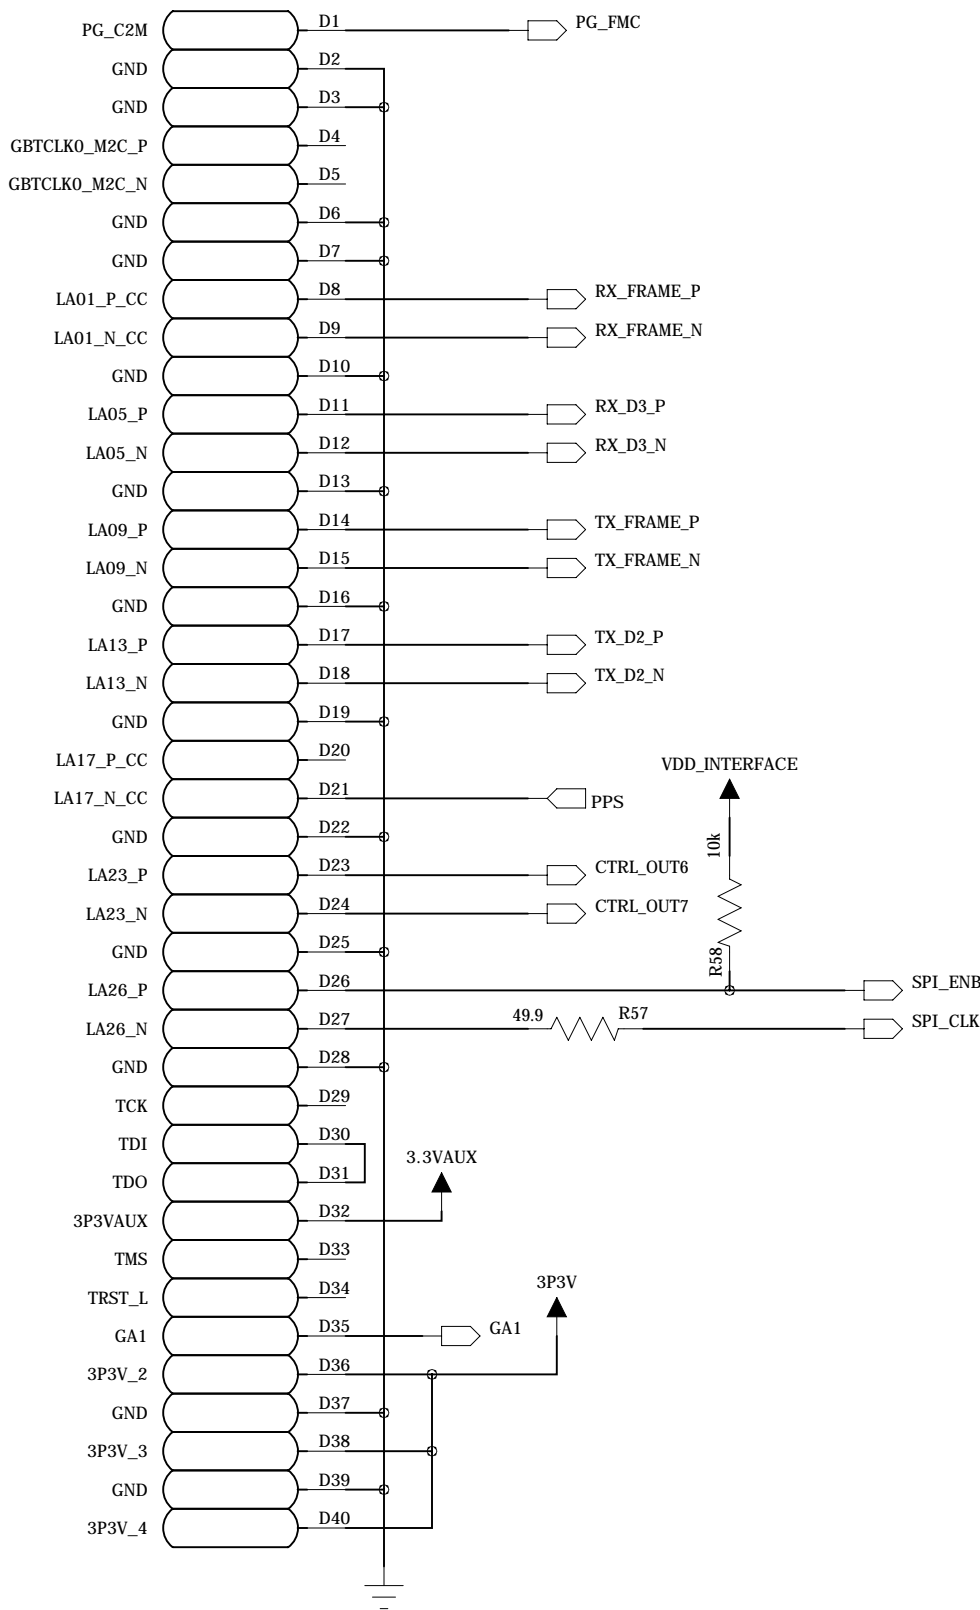 PG_C2M D1 PG_FMC
GND D2
GND D3
GBTCLK0_M2C_P D4
GBTCLK0_M2C_N D5
GND D6
GND D7
LA01_P_CC D8 RX_FRAME_P
LA01_N_CC D9 RX_FRAME_N
GND D10
LA05_P D11 RX_D3_P
LA05_N D12 RX_D3_N
GND D13
LA09_P D14 TX_FRAME_P
LA09_N D15 TX_FRAME_N
GND D16
LA13_P D17 TX_D2_P
LA13_N D18 TX_D2_N
GND D19
LA17_P_CC D20
VDD_INTERFACE
LA17_N_CC D21 PPS
GND D22
10k
LA23_P D23 CTRL_OUT6
LA23_N D24 CTRL_OUT7
GND D25
R58
LA26_P D26 SPI_ENB
LA26_N D27 49.9 R57 SPI_CLK
GND D28
TCK D29
TDI D30
3.3VAUX
TDO D31
3P3VAUX D32
TMS D33
3P3V
TRST_L D34
GA1 D35 GA1
3P3V_2 D36
GND D37
3P3V_3 D38
GND D39
3P3V_4 D40